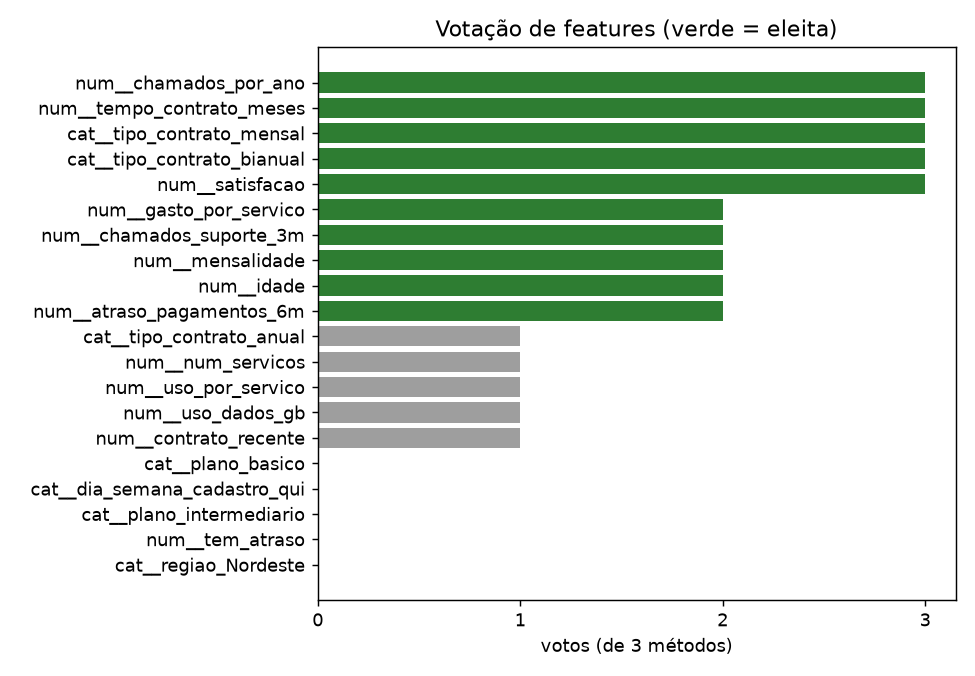 Votação de features (verde = eleita)
num__chamados_por_ano
num__tempo_contrato_meses
cat__tipo_contrato_mensal
cat__tipo_contrato_bianual
num__satisfacao
num__gasto_por_servico
num__chamados_suporte_3m
num__mensalidade
num__idade
num__atraso_pagamentos_6m
cat__tipo_contrato_anual
num__num_servicos
num__uso_por_servico
num__uso_dados_gb
num__contrato_recente
cat__plano_basico
cat__dia_semana_cadastro_qui
cat__plano_intermediario
num__tem_atraso
cat__regiao_Nordeste
0 1 2 3
votos (de 3 métodos)